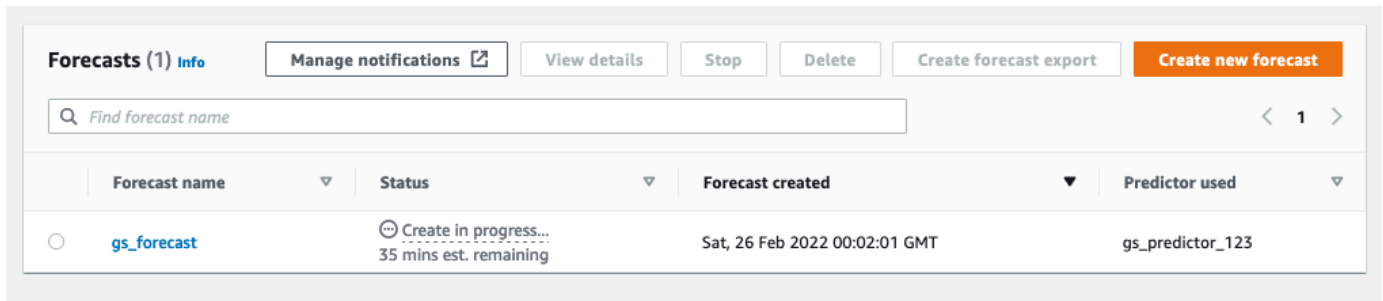 Forecasts (1) Info
Manage notifications
View details
Stop
Delete
Create forecast export
Create new forecast
Find forecast name
1
Forecast name
Status
Forecast created
Predictor used
gs_forecast
Create in progress...
35 mins est. remaining
Sat, 26 Feb 2022 00:02:01 GMT
gs_predictor_123